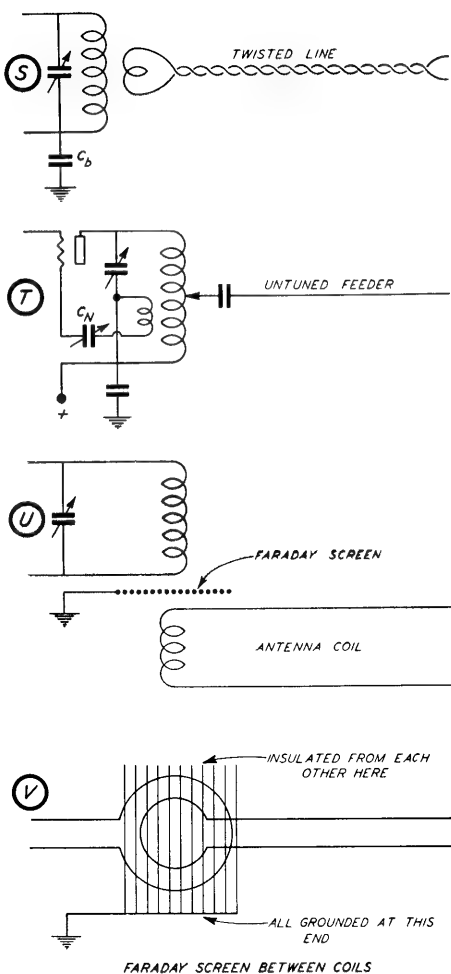 S
TWISTED LINE
C_b
T
C_N
UNTUNED FEEDER
+
U
FARADAY SCREEN
ANTENNA COIL
V
INSULATED FROM EACH
OTHER HERE
ALL GROUNDED AT THIS
END
FARADAY SCREEN BETWEEN COILS